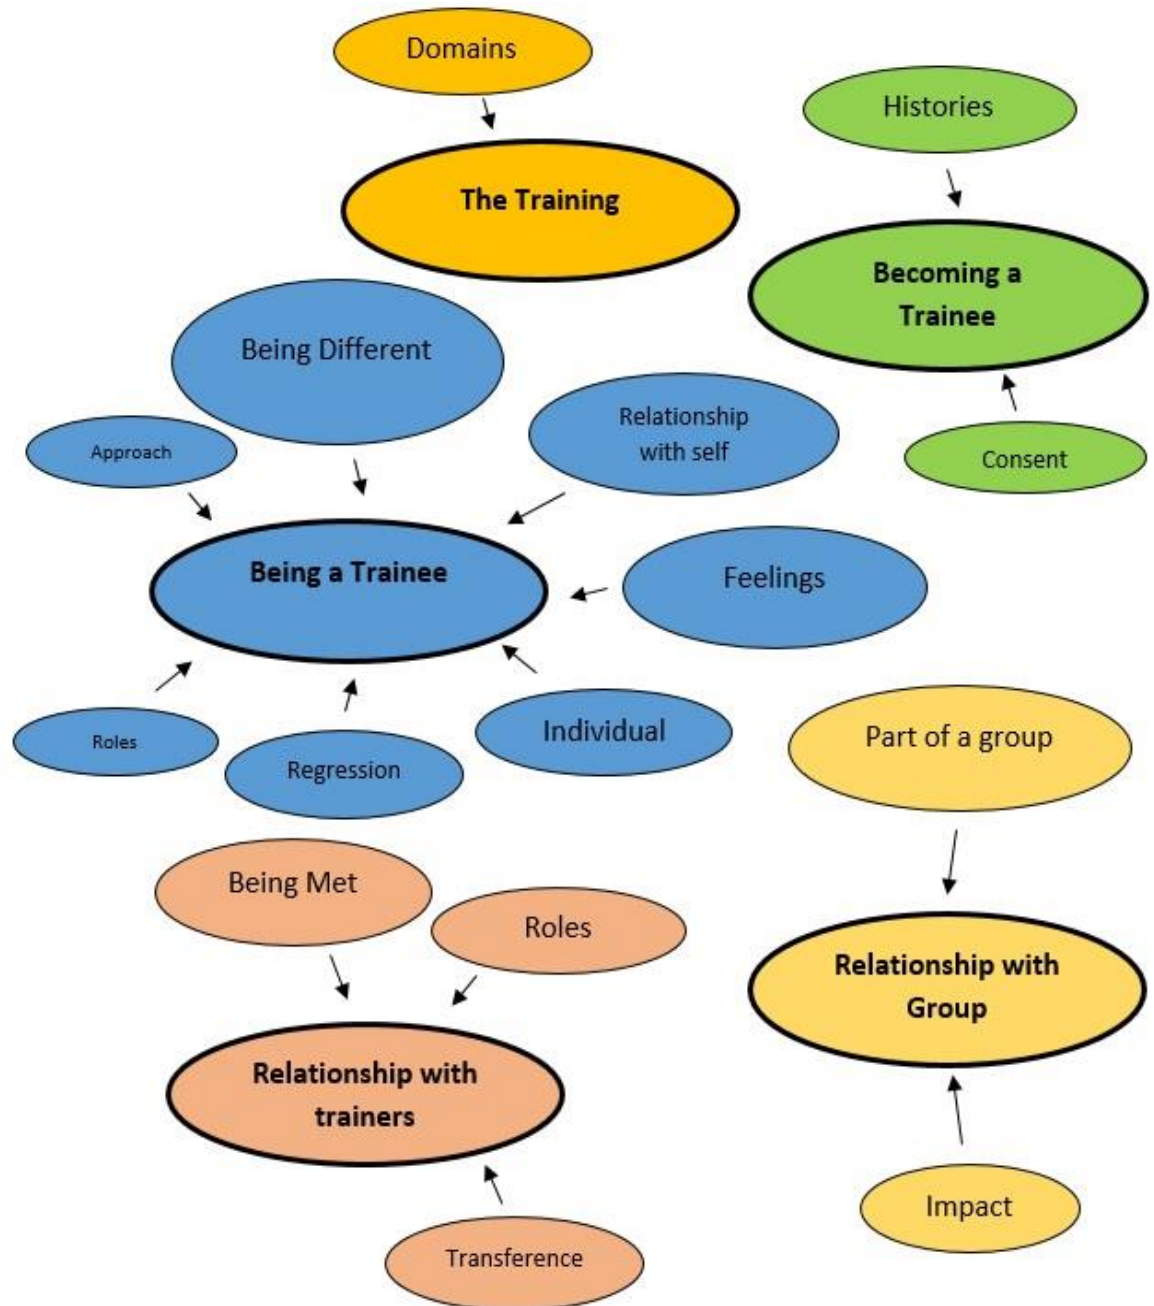 Domains
Histories
The Training
Becoming a
Trainee
Being Different
Relationship
with self
Approach
Consent
Being a Trainee
Feelings
Individual
Part of a group
Roles
Regression
Being Met
Roles
Relationship with
Group
Relationship with
trainers
Impact
Transference